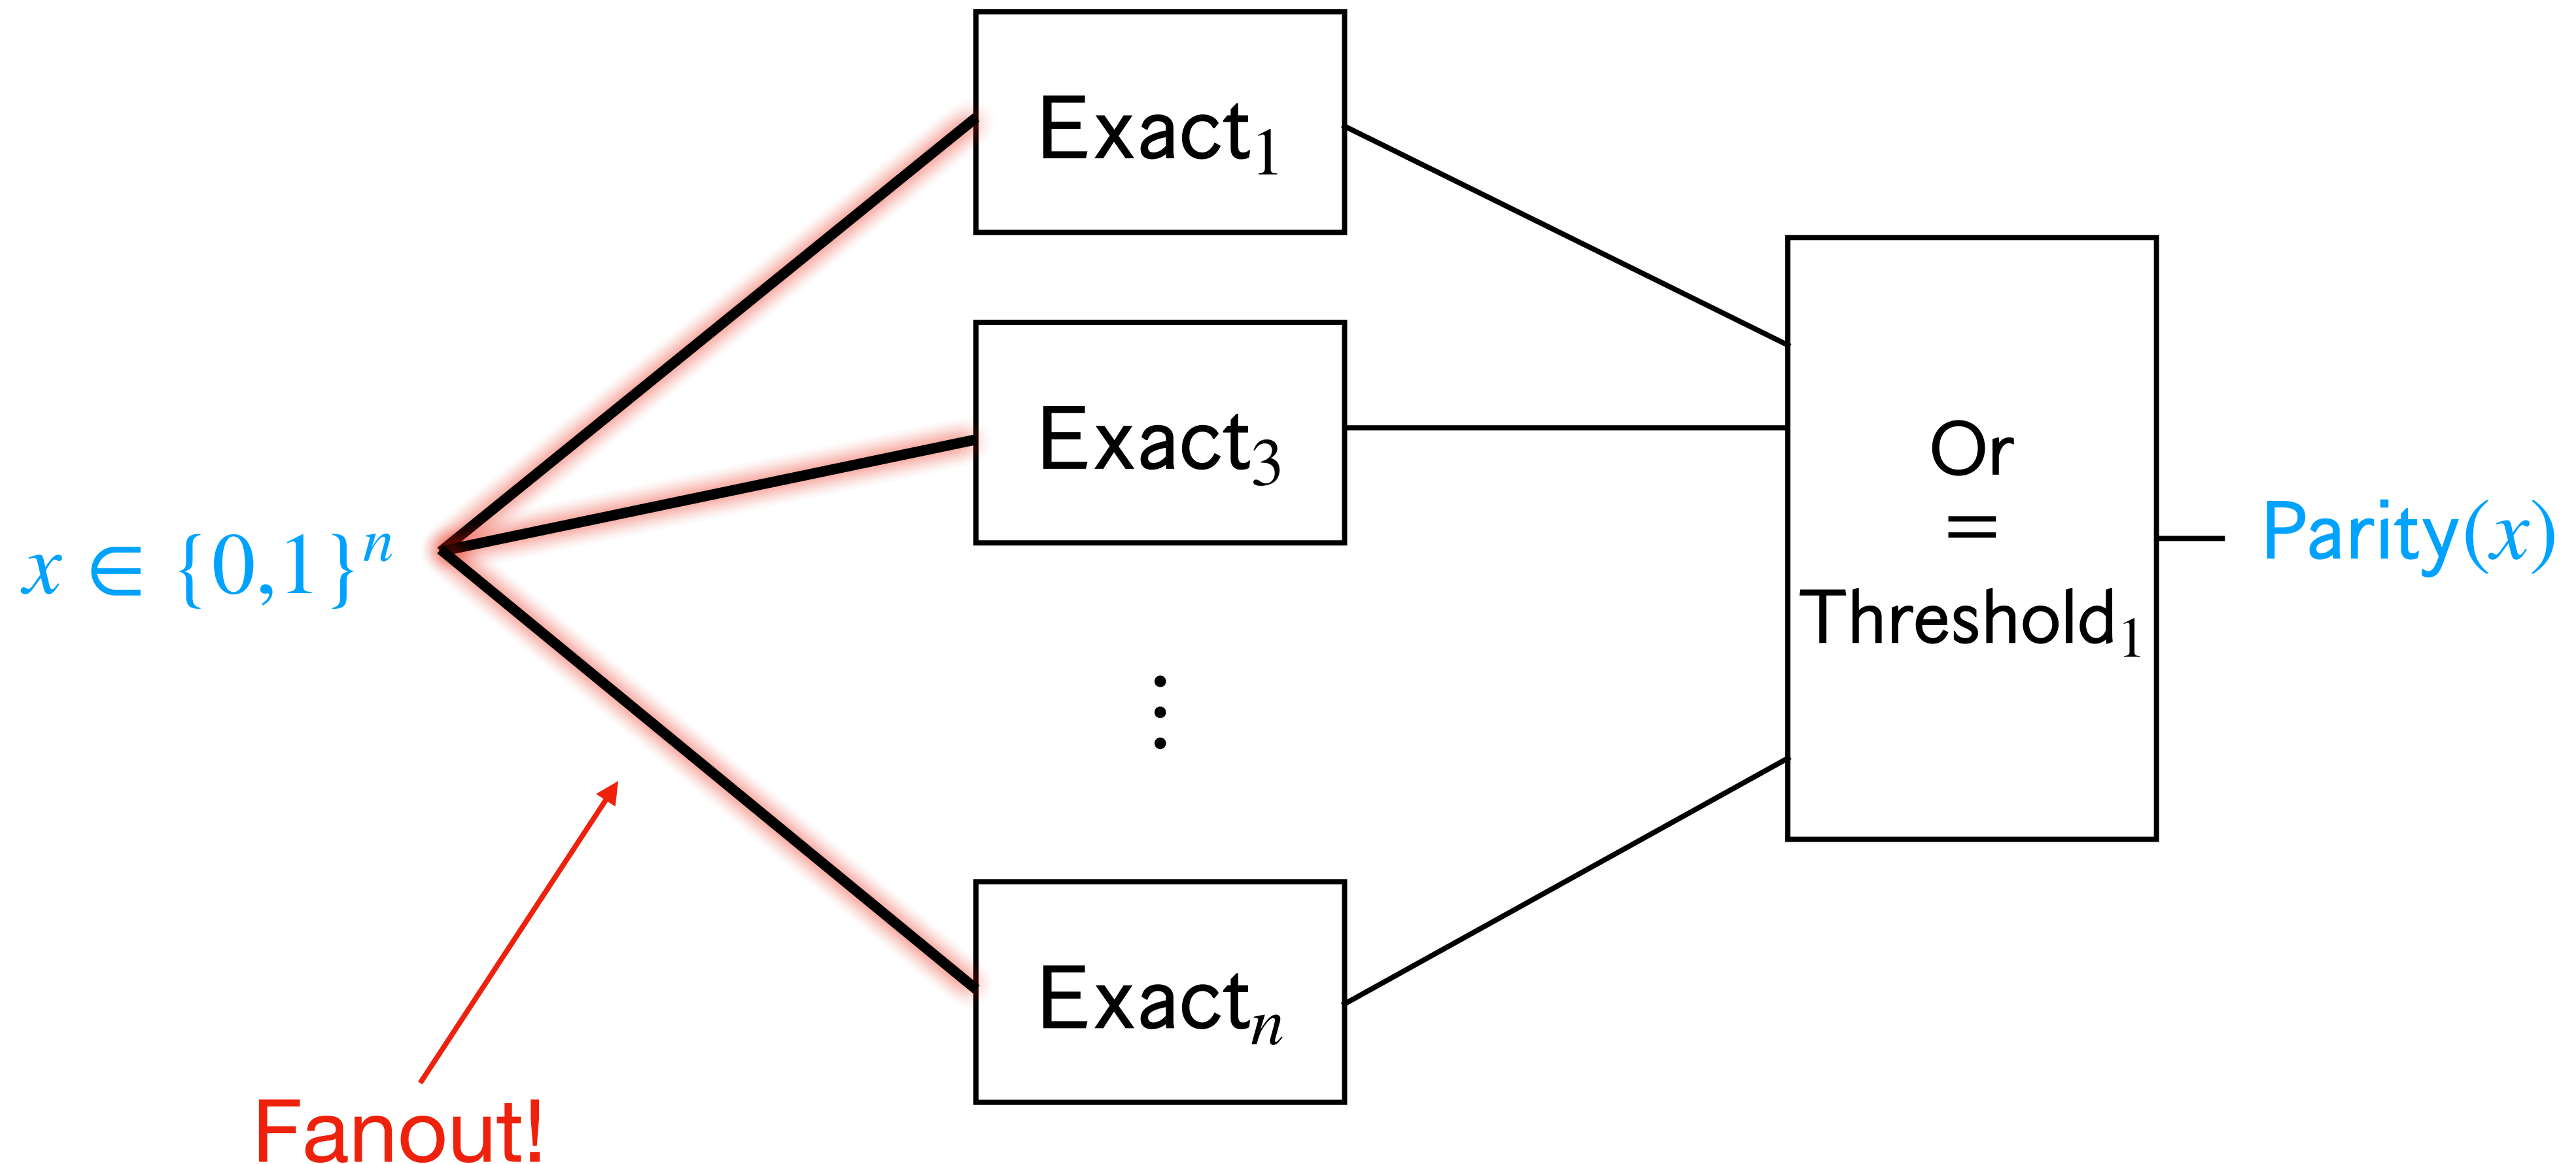 Exact₁
Exact₃
⋮
Exactₙ
x ∈ {0,1}ⁿ
Or
=
Threshold₁
Parity(x)
Fanout!